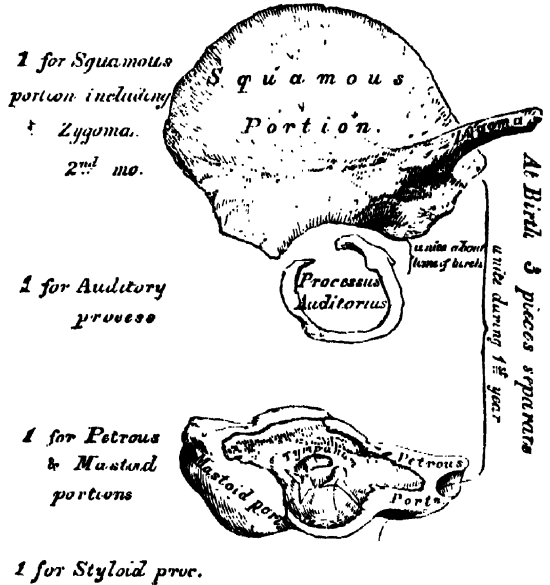 1 for Squamous
portion including
& Zygoma.
2nd mo.
Squamous
Portion.
Zygoma
At Birth 3 pieces separate
unite during 1st year
unites about
time of birth
1 for Auditory
process
Processus
Auditorius
1 for Petrous
& Mastoid
portions
Tympanic
Petrous
Portn.
Mastoid por
1 for Styloid proc.